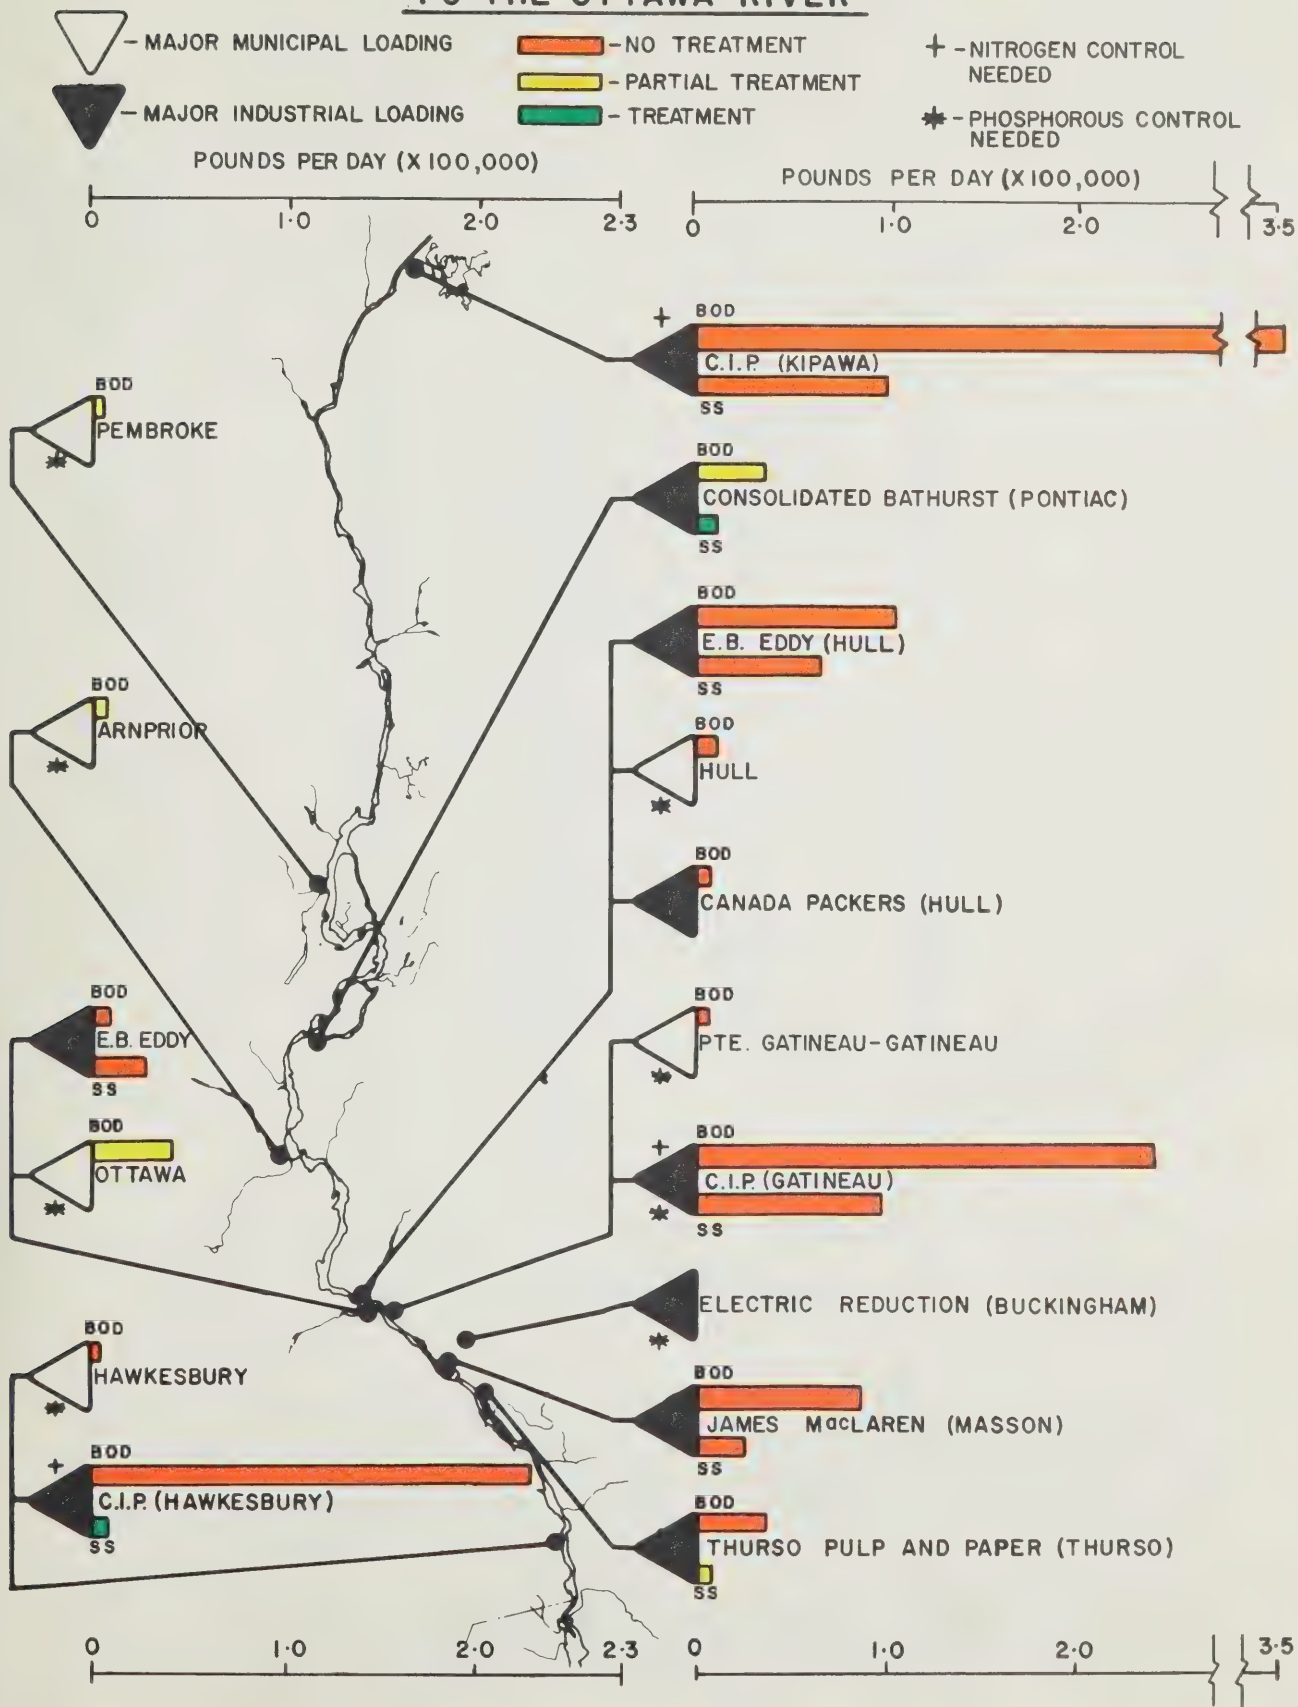 TO THE OTTAWA RIVER
- MAJOR MUNICIPAL LOADING
- MAJOR INDUSTRIAL LOADING
- NO TREATMENT
- PARTIAL TREATMENT
- TREATMENT
+ - NITROGEN CONTROL
NEEDED
* - PHOSPHOROUS CONTROL
NEEDED
POUNDS PER DAY (X 100,000)
0 1·0 2·0 2·3
POUNDS PER DAY (X100,000)
0 1·0 2·0 3·5
BOD
PEMBROKE
*
BOD
ARNPRIOR
*
BOD
E.B. EDDY
SS
BOD
OTTAWA
*
BOD
HAWKESBURY
*
+
BOD
C.I.P. (HAWKESBURY)
SS
+
BOD
C.I.P. (KIPAWA)
SS
BOD
CONSOLIDATED BATHURST (PONTIAC)
SS
BOD
E.B. EDDY (HULL)
SS
BOD
HULL
*
BOD
CANADA PACKERS (HULL)
BOD
PTE. GATINEAU-GATINEAU
*
+
BOD
C.I.P. (GATINEAU)
*
SS
ELECTRIC REDUCTION (BUCKINGHAM)
*
BOD
JAMES MacLAREN (MASSON)
SS
BOD
THURSO PULP AND PAPER (THURSO)
SS
0 1·0 2·0 2·3
0 1·0 2·0 3·5